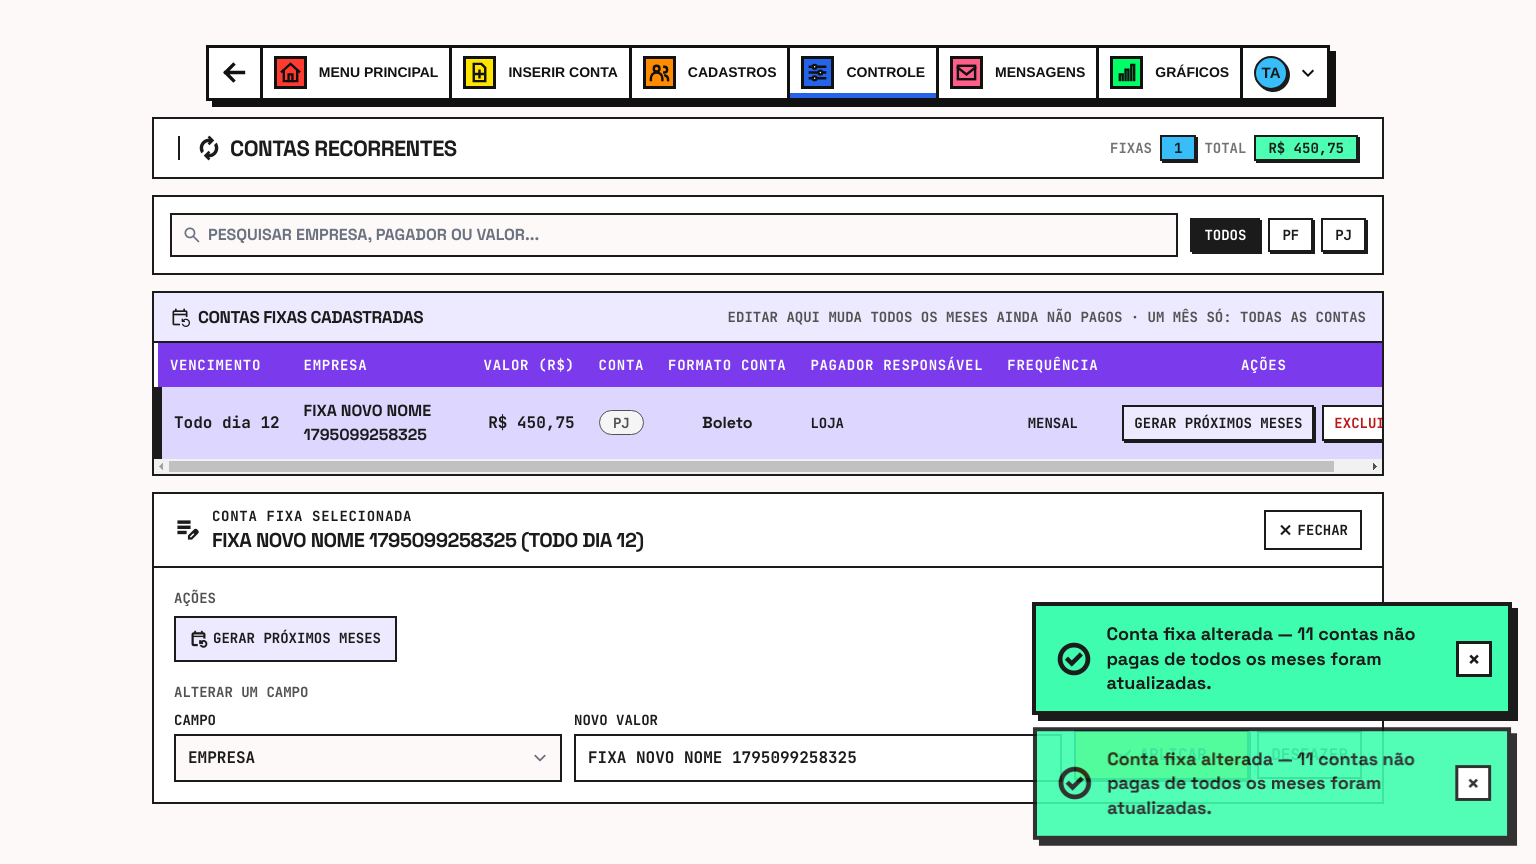 MENU PRINCIPAL
INSERIR CONTA
CADASTROS
CONTROLE
MENSAGENS
GRÁFICOS
TA
CONTAS RECORRENTES
FIXAS 1 TOTAL R$ 450,75
PESQUISAR EMPRESA, PAGADOR OU VALOR...
TODOS
PF
PJ
CONTAS FIXAS CADASTRADAS
EDITAR AQUI MUDA TODOS OS MESES AINDA NÃO PAGOS · UM MÊS SÓ: TODAS AS CONTAS
VENCIMENTO EMPRESA VALOR (R$) CONTA FORMATO CONTA PAGADOR RESPONSÁVEL FREQUÊNCIA AÇÕES
Todo dia 12
FIXA NOVO NOME
1795099258325
R$ 450,75
PJ
Boleto
LOJA
MENSAL
GERAR PRÓXIMOS MESES
EXCLUI
CONTA FIXA SELECIONADA
FIXA NOVO NOME 1795099258325 (TODO DIA 12)
FECHAR
AÇÕES
GERAR PRÓXIMOS MESES
ALTERAR UM CAMPO
CAMPO
EMPRESA
NOVO VALOR
FIXA NOVO NOME 1795099258325
APLICAR
DESFAZER
Conta fixa alterada — 11 contas não
pagas de todos os meses foram
atualizadas.
Conta fixa alterada — 11 contas não
pagas de todos os meses foram
atualizadas.